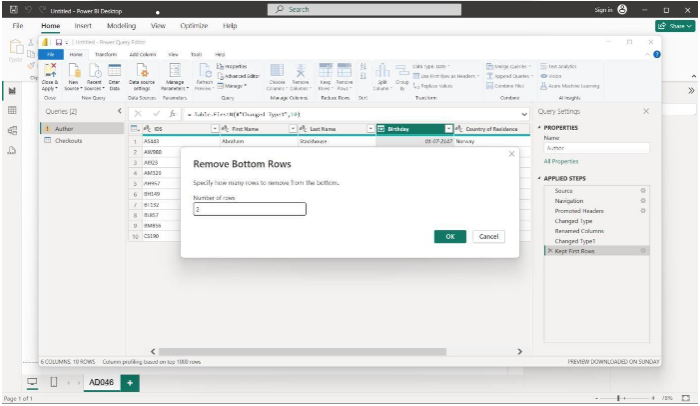 Untitled - Power BI Desktop
Search
Sign in
File Home Insert Modeling View Optimize Help
Share
Untitled - Power Query Editor
File Home Transform Add Column View Tools Help
Close & Apply
New Source
Recent Sources
Enter Data
Data source settings
Manage Parameters
Refresh Preview
Properties
Advanced Editor
Manage
Choose Columns
Remove Columns
Keep Rows
Remove Rows
Split Column
Group By
Data Type: Date
Use First Row as Headers
Replace Values
Merge Queries
Append Queries
Combine Files
Text Analytics
Vision
Azure Machine Learning
Close
New Query
Data Sources
Parameters
Query
Manage Columns
Reduce Rows
Sort
Transform
Combine
AI Insights
Queries [2]
Author
Checkouts
= Table.FirstN(#"Changed Type1",10)
IDS First Name Last Name Birthday Country of Residence
1 AS443 Abraham Stackhouse 03-07-2047 Norway
2 AW980
3
4 AM329
5 AH957
6 BH149
7 BT132
8 BL857
9 BM856
10 CS190
Remove Bottom Rows
Specify how many rows to remove from the bottom.
Number of rows
2
OK Cancel
Query Settings
PROPERTIES
Name
Author
All Properties
APPLIED STEPS
Source
Navigation
Promoted Headers
Changed Type
Renamed Columns
Changed Type1
Kept First Rows
6 COLUMNS, 10 ROWS Column profiling based on top 1000 rows
PREVIEW DOWNLOADED ON SUNDAY
AD046
Page 1 of 1